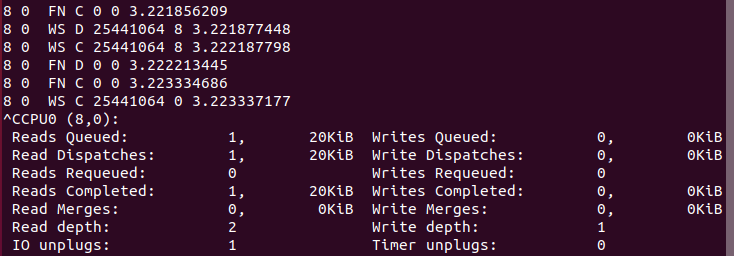 8 0  FN C 0 0 3.221856209
8 0  WS D 25441064 8 3.221877448
8 0  WS C 25441064 8 3.222187798
8 0  FN D 0 0 3.222213445
8 0  FN C 0 0 3.223334686
8 0  WS C 25441064 0 3.223337177
^CCPU0 (8,0):
 Reads Queued:           1,       20KiB  Writes Queued:           0,        0KiB
 Read Dispatches:        1,       20KiB  Write Dispatches:        0,        0KiB
 Reads Requeued:         0               Writes Requeued:         0
 Reads Completed:        1,       20KiB  Writes Completed:        0,        0KiB
 Read Merges:            0,        0KiB  Write Merges:            0,        0KiB
 Read depth:             2               Write depth:             1
 IO unplugs:             1               Timer unplugs:           0